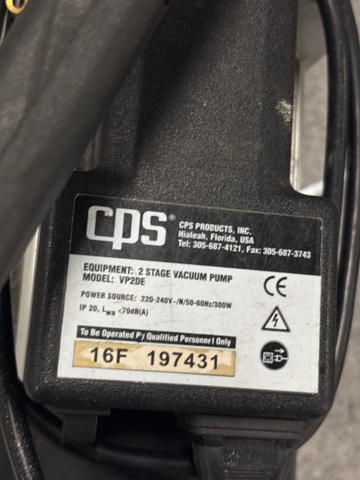 cps®
CPS PRODUCTS, INC.
Hialeah, Florida, USA
Tel: 305-687-4121, Fax: 305-687-3743
EQUIPMENT: 2 STAGE VACUUM PUMP
MODEL: VP2DE
POWER SOURCE: 220-240V~/N/50-60Hz/300W
IP 20, Lwa <70dB(A)
CE
To Be Operated By Qualified Personnel Only
16F 197431